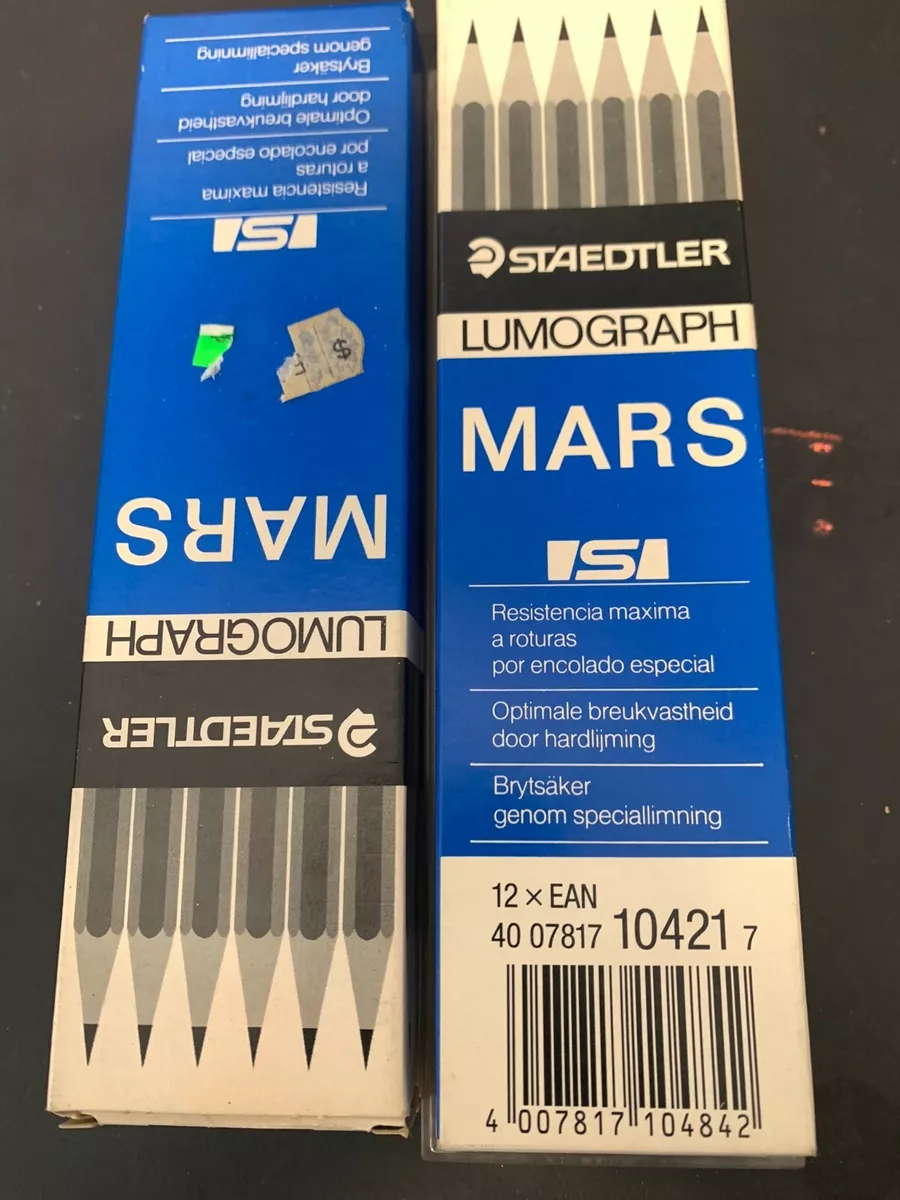 STAEDTLER
LUMOGRAPH
MARS
ISI
Resistencia maxima
a roturas
por encolado especial
Optimale breukvastheid
door hardlijming
Brytsäker
genom speciallimning
$
STAEDTLER
LUMOGRAPH
MARS
ISI
Resistencia maxima
a roturas
por encolado especial
Optimale breukvastheid
door hardlijming
Brytsäker
genom speciallimning
12 x EAN
40 07817 10421 7
4 007817 104842